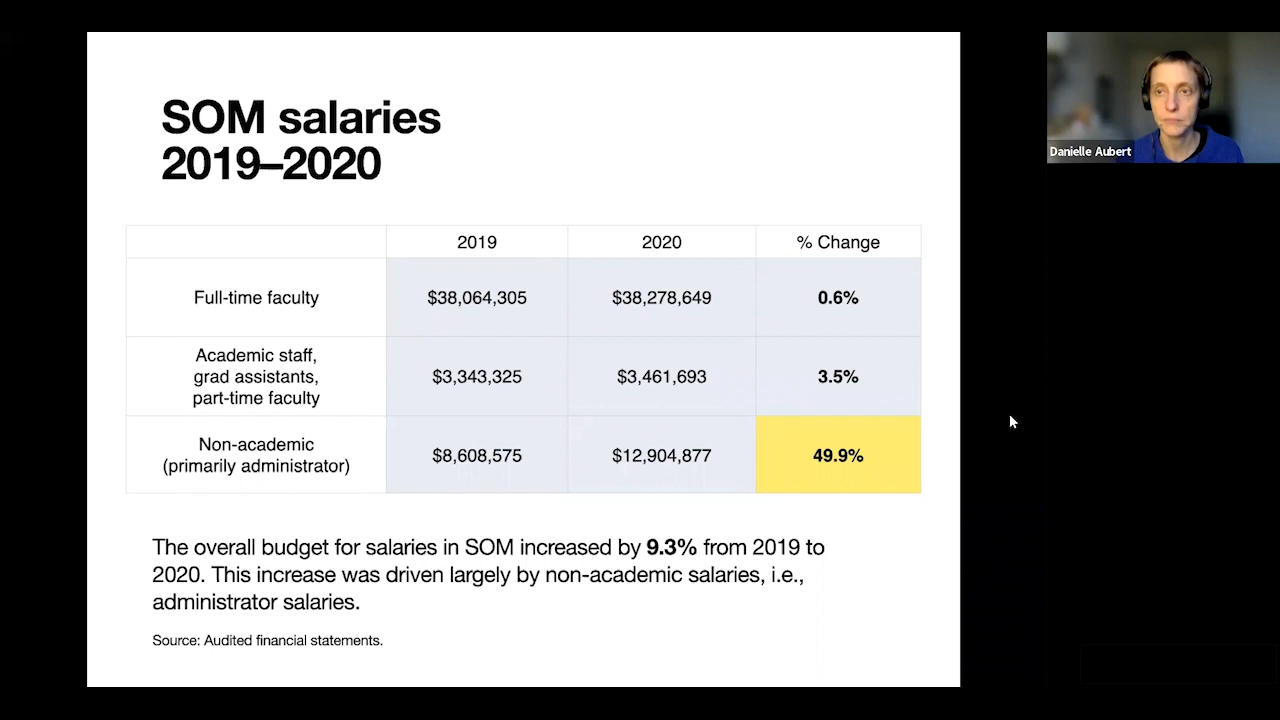 SOM salaries
2019–2020
2019 2020 % Change
Full-time faculty $38,064,305 $38,278,649 0.6%
Academic staff,
grad assistants,
part-time faculty
$3,343,325 $3,461,693 3.5%
Non-academic
(primarily administrator)
$8,608,575 $12,904,877 49.9%
The overall budget for salaries in SOM increased by 9.3% from 2019 to
2020. This increase was driven largely by non-academic salaries, i.e.,
administrator salaries.
Source: Audited financial statements.
Danielle Aubert